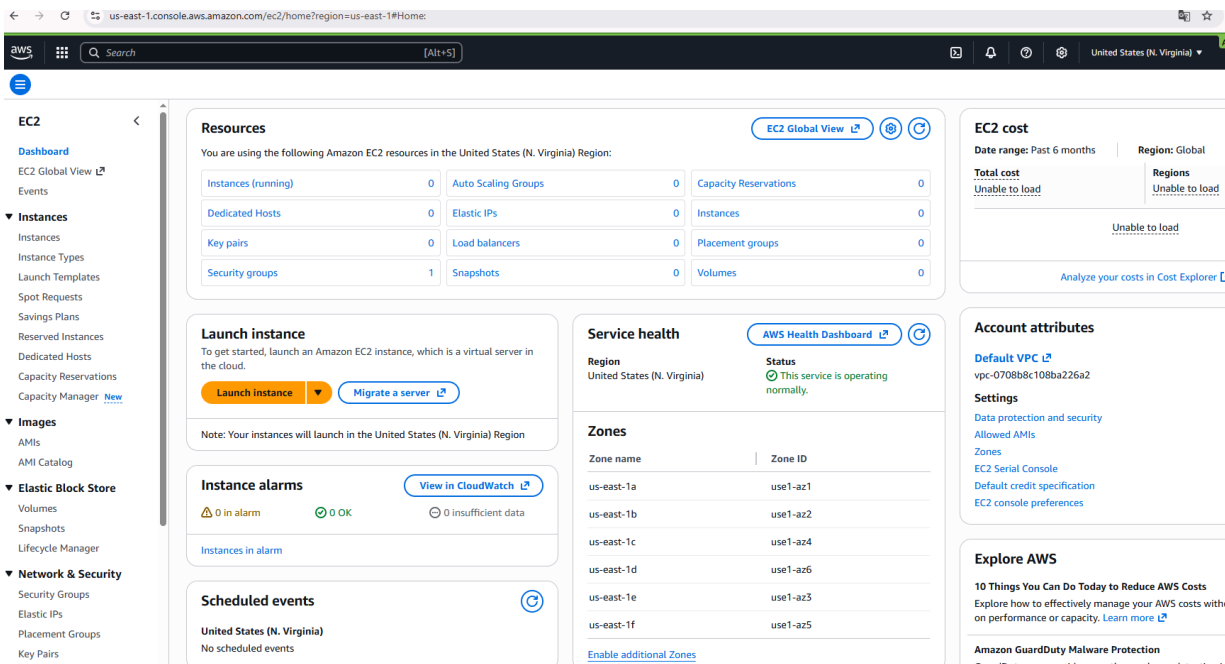 us-east-1.console.aws.amazon.com/ec2/home?region=us-east-1#Home:
aws
Search
[Alt+S]
United States (N. Virginia)
EC2
Dashboard
EC2 Global View
Events
Instances
Instances
Instance Types
Launch Templates
Spot Requests
Savings Plans
Reserved Instances
Dedicated Hosts
Capacity Reservations
Capacity Manager New
Images
AMIs
AMI Catalog
Elastic Block Store
Volumes
Snapshots
Lifecycle Manager
Network & Security
Security Groups
Elastic IPs
Placement Groups
Key Pairs
Resources
EC2 Global View
You are using the following Amazon EC2 resources in the United States (N. Virginia) Region:
Instances (running) 0 Auto Scaling Groups 0 Capacity Reservations 0
Dedicated Hosts 0 Elastic IPs 0 Instances 0
Key pairs 0 Load balancers 0 Placement groups 0
Security groups 1 Snapshots 0 Volumes 0
Launch instance
To get started, launch an Amazon EC2 instance, which is a virtual server in
the cloud.
Launch instance Migrate a server
Note: Your instances will launch in the United States (N. Virginia) Region
Instance alarms View in CloudWatch
0 in alarm 0 OK 0 insufficient data
Instances in alarm
Scheduled events
United States (N. Virginia)
No scheduled events
Service health AWS Health Dashboard
Region Status
United States (N. Virginia) This service is operating
normally.
Zones
Zone name Zone ID
us-east-1a use1-az1
us-east-1b use1-az2
us-east-1c use1-az4
us-east-1d use1-az6
us-east-1e use1-az3
us-east-1f use1-az5
Enable additional Zones
EC2 cost
Date range: Past 6 months Region: Global
Total cost Regions
Unable to load Unable to load
Unable to load
Analyze your costs in Cost Explorer
Account attributes
Default VPC
vpc-0708b8c108ba226a2
Settings
Data protection and security
Allowed AMIs
Zones
EC2 Serial Console
Default credit specification
EC2 console preferences
Explore AWS
10 Things You Can Do Today to Reduce AWS Costs
Explore how to effectively manage your AWS costs
on performance or capacity. Learn more
Amazon GuardDuty Malware Protection